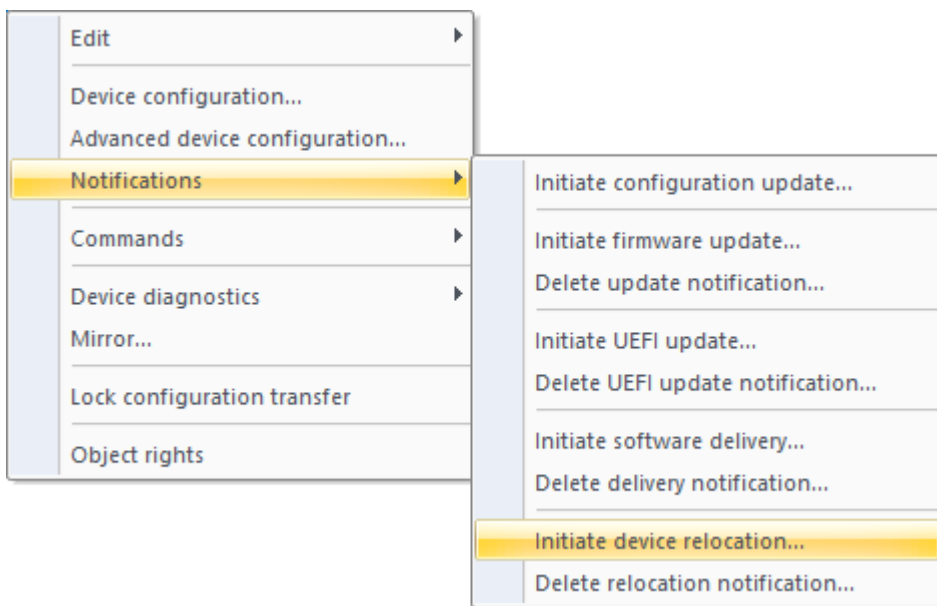 Edit
Device configuration...
Advanced device configuration...
Notifications
Commands
Device diagnostics
Mirror...
Lock configuration transfer
Object rights
Initiate configuration update...
Initiate firmware update...
Delete update notification...
Initiate UEFI update...
Delete UEFI update notification...
Initiate software delivery...
Delete delivery notification...
Initiate device relocation...
Delete relocation notification...